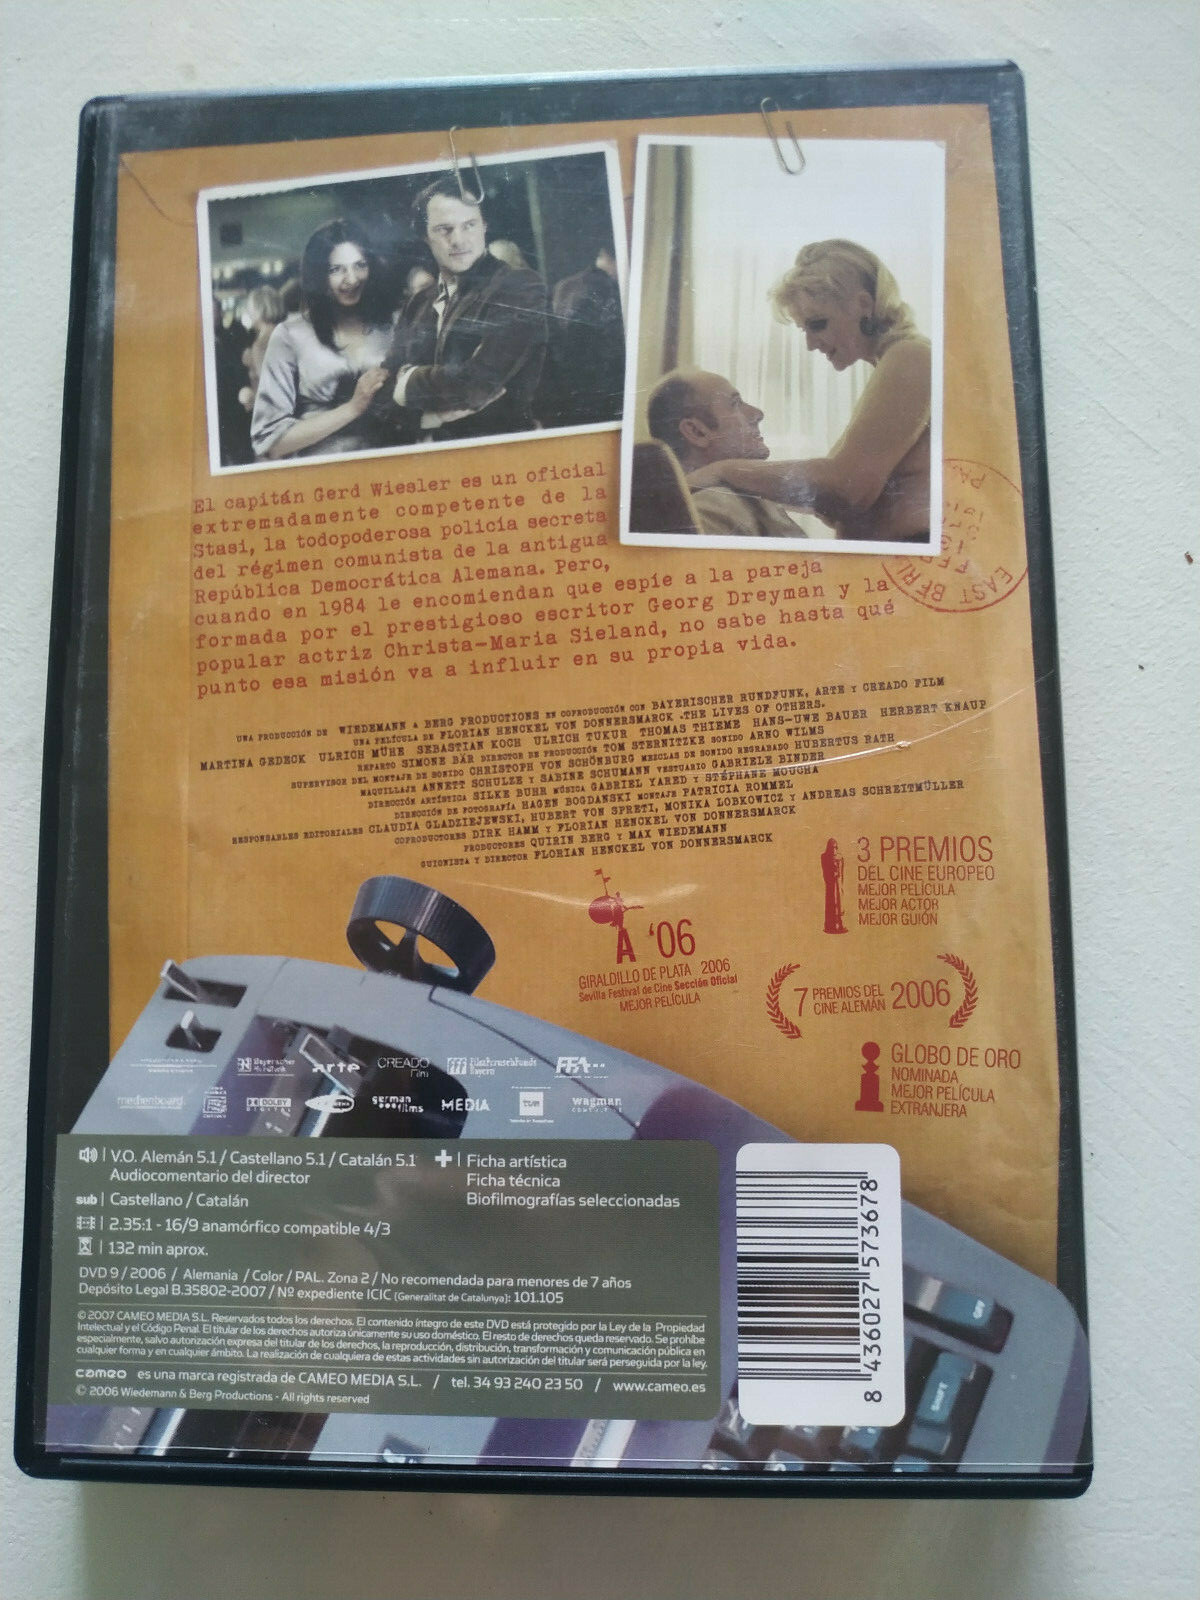 El capitán Gerd Wiesler es un oficial
extremadamente competente de la
Stasi, la todopoderosa policía secreta
del régimen comunista de la antigua
República Democrática Alemana. Pero,
cuando en 1984 le encomiendan que espíe a la pareja
formada por el prestigioso escritor Georg Dreyman y la
popular actriz Christa-Maria Sieland, no sabe hasta qué
punto esa misión va a influir en su propia vida.
EAST BERL
UNA PRODUCCIÓN DE WIEDEMANN & BERG PRODUCTIONS EN COPRODUCCIÓN CON BAYERISCHER RUNDFUNK, ARTE Y CREADO FILM
UNA PELÍCULA DE FLORIAN HENCKEL VON DONNERSMARCK .THE LIVES OF OTHERS.
MARTINA GEDECK ULRICH MÜHE SEBASTIAN KOCH ULRICH TUKUR THOMAS THIEME HANS-UWE BAUER HERBERT KNAUP
REPARTO SIMONE BÄR DIRECTOR DE PRODUCCIÓN TOM STERNITZKE SONIDO ARNO WILMS
SUPERVISOR DEL MONTAJE DE SONIDO CHRISTOPH VON SCHÖNBURG MEZCLAS DE SONIDO REGRABADO HUBERTUS RATH
MAQUILLAJE ANNETT SCHULZE Y SABINE SCHUMANN VESTUARIO GABRIELE BINDER
DIRECCIÓN ARTÍSTICA SILKE BUHR MÚSICA GABRIEL YARED Y STÉPHANE MOUCHA
DIRECCIÓN DE FOTOGRAFÍA HAGEN BOGDANSKI MONTAJE PATRICIA ROMMEL
RESPONSABLES EDITORIALES CLAUDIA GLADZIEJEWSKI, HUBERT VON SPRETI, MONIKA LOBKOWICZ Y ANDREAS SCHREITMÜLLER
COPRODUCTORES DIRK HAMM Y FLORIAN HENCKEL VON DONNERSMARCK
PRODUCTORES QUIRIN BERG Y MAX WIEDEMANN
GUIONISTA Y DIRECTOR FLORIAN HENCKEL VON DONNERSMARCK
3 PREMIOS
DEL CINE EUROPEO
MEJOR PELÍCULA
MEJOR ACTOR
MEJOR GUIÓN
A '06
GIRALDILLO DE PLATA 2006
Sevilla Festival de Cine Sección Oficial
MEJOR PELÍCULA
7 PREMIOS DEL CINE ALEMÁN 2006
GLOBO DE ORO
NOMINADA
MEJOR PELÍCULA
EXTRANJERA
Bayerischer Rundfunk arte CREADO Film fff FilmFernsehFonds Bayern FFA
medienboard DOLBY DIGITAL german films MEDIA wagman
V.O. Alemán 5.1 / Castellano 5.1 / Catalán 5.1
Audiocomentario del director
sub Castellano / Catalán
2.35:1 - 16/9 anamórfico compatible 4/3
132 min aprox.
+ Ficha artística
Ficha técnica
Biofilmografías seleccionadas
DVD 9 / 2006 / Alemania / Color / PAL. Zona 2 / No recomendada para menores de 7 años
Depósito Legal B.35802-2007 / Nº expediente ICIC (Generalitat de Catalunya): 101.105
© 2007 CAMEO MEDIA S.L. Reservados todos los derechos. El contenido íntegro de este DVD está protegido por la Ley de la Propiedad
Intelectual y el Código Penal. El titular de los derechos autoriza únicamente su uso doméstico. El resto de derechos queda reservado. Se prohíbe
especialmente, salvo autorización expresa del titular de los derechos, la reproducción, distribución, transformación y comunicación pública en
cualquier forma y en cualquier ámbito. La realización de cualquiera de estas actividades sin autorización del titular será perseguida por la ley.
cameo es una marca registrada de CAMEO MEDIA S.L. / tel. 34 93 240 23 50 / www.cameo.es
© 2006 Wiedemann & Berg Productions - All rights reserved
8 436027 573678
SHIFT